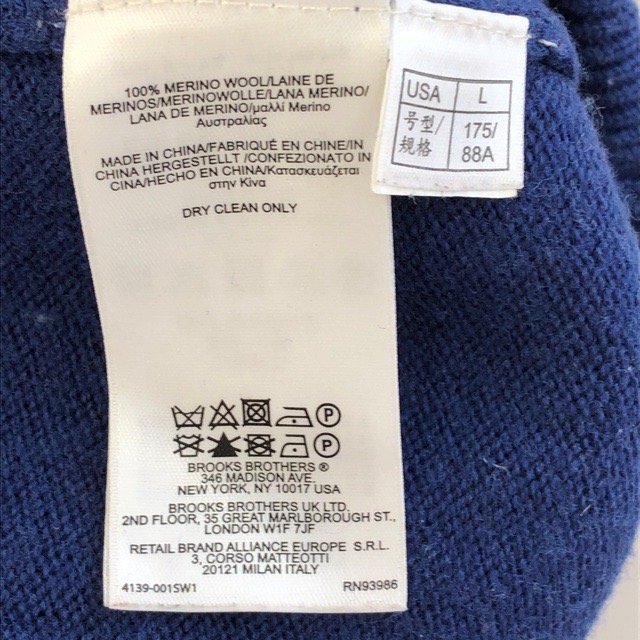 100% MERINO WOOL/LAINE DE
MERINOS/MERINOWOLLE/LANA MERINO/
LANA DE MERINO/μαλλί Merino
Αυστραλίας
MADE IN CHINA/FABRIQUÉ EN CHINE/IN
CHINA HERGESTELLT /CONFEZIONATO IN
CINA/HECHO EN CHINA/Κατασκευάζεται
στην Κίνα
DRY CLEAN ONLY
P
P
BROOKS BROTHERS ®
346 MADISON AVE.
NEW YORK, NY 10017 USA
BROOKS BROTHERS UK LTD.
2ND FLOOR, 35 GREAT MARLBOROUGH ST.,
LONDON W1F 7JF
RETAIL BRAND ALLIANCE EUROPE S.R.L.
3, CORSO MATTEOTTI
20121 MILAN ITALY
4139-001SW1 RN93986
USA L
号型/ 175/
规格 88A